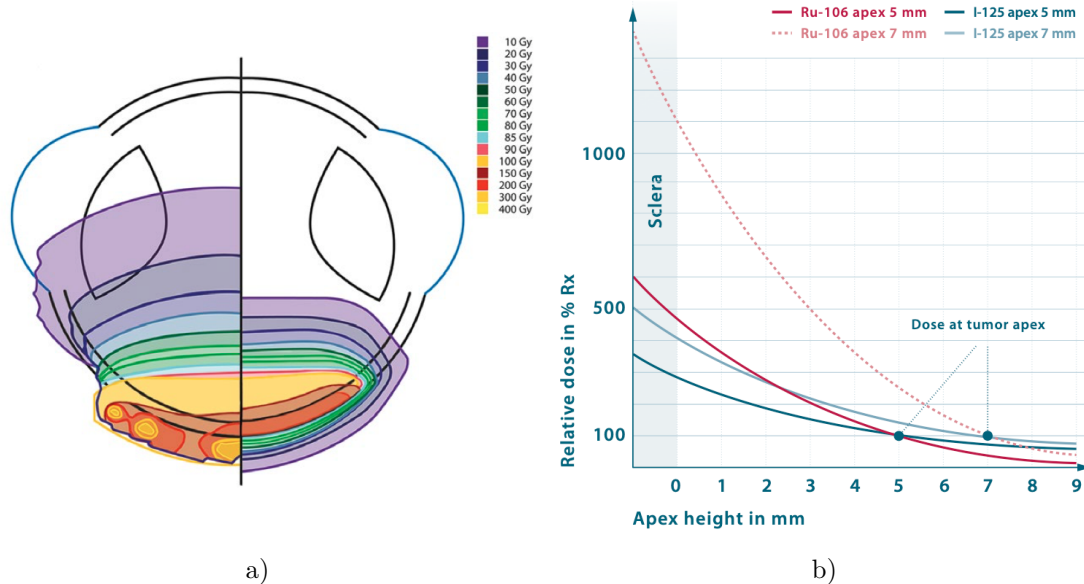 10 Gy
20 Gy
30 Gy
40 Gy
50 Gy
60 Gy
70 Gy
80 Gy
85 Gy
90 Gy
100 Gy
150 Gy
200 Gy
300 Gy
400 Gy
a)
Ru-106 apex 5 mm I-125 apex 5 mm
Ru-106 apex 7 mm I-125 apex 7 mm
Relative dose in % Rx
1000
500
100
Sclera
Dose at tumor apex
0 1 2 3 4 5 6 7 8 9
Apex height in mm
b)